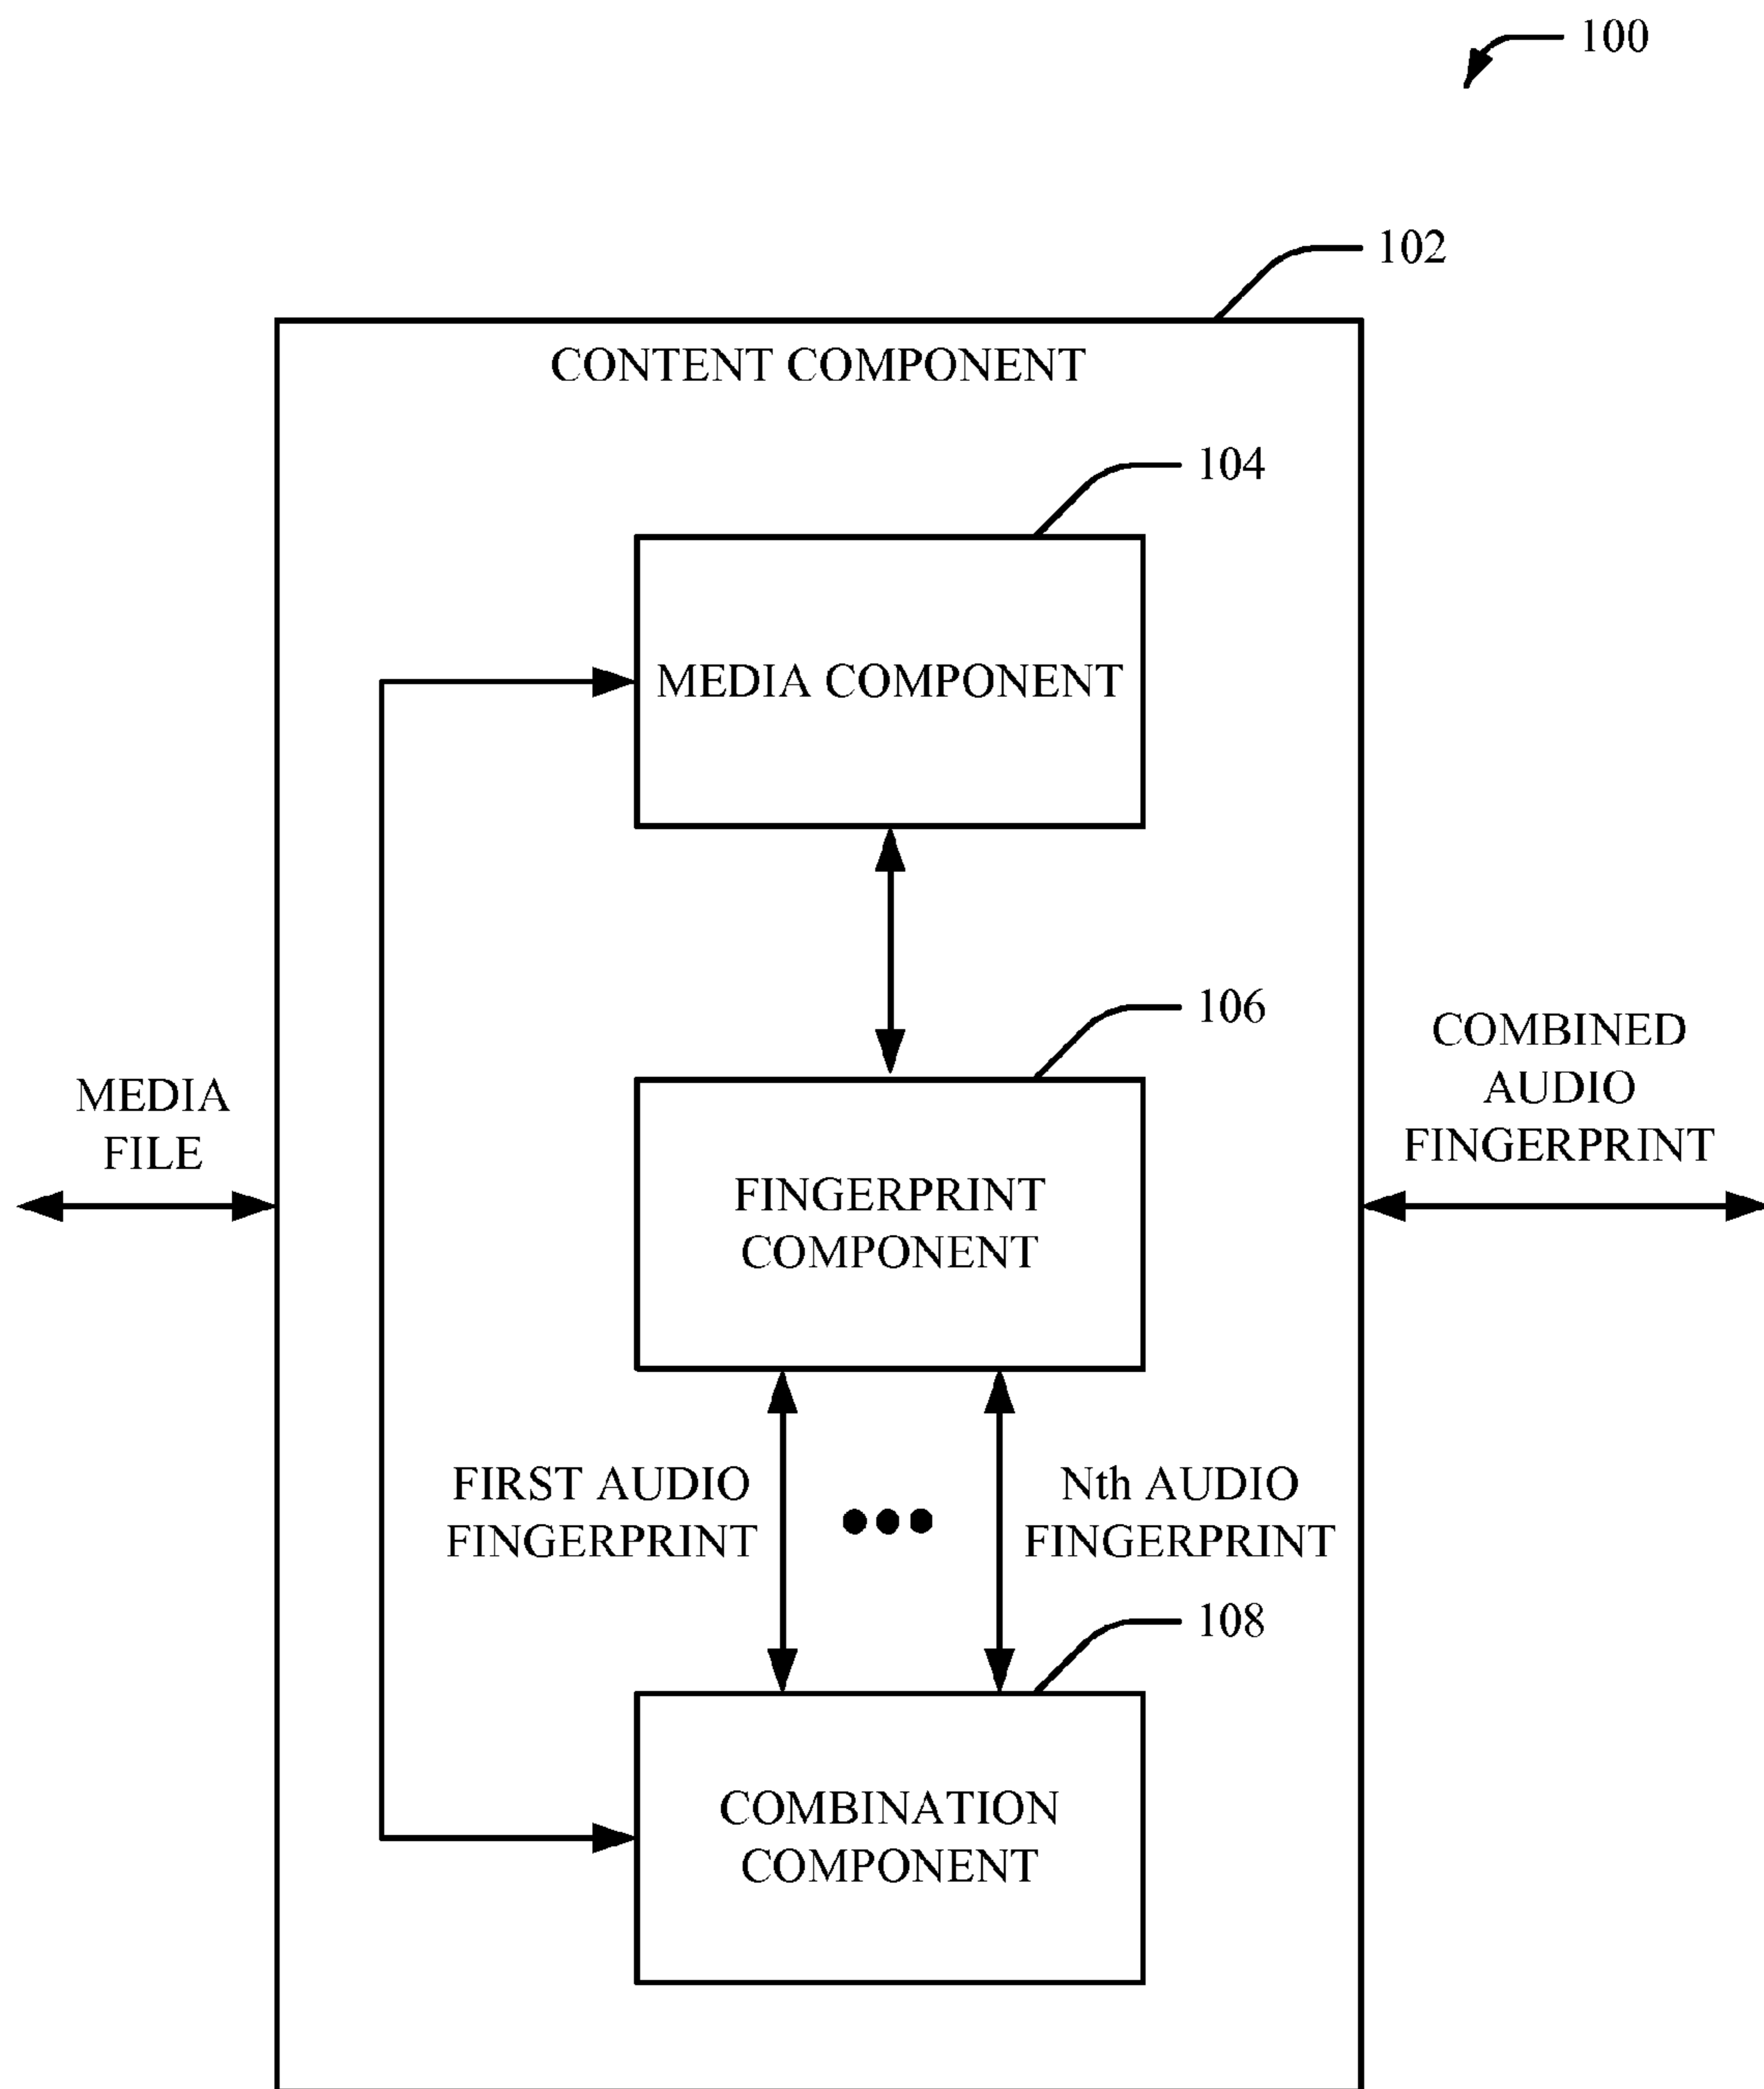 100
102
CONTENT COMPONENT
104
MEDIA COMPONENT
106
COMBINED
AUDIO
FINGERPRINT
MEDIA
FILE
FINGERPRINT
COMPONENT
FIRST AUDIO
FINGERPRINT
Nth AUDIO
FINGERPRINT
108
COMBINATION
COMPONENT